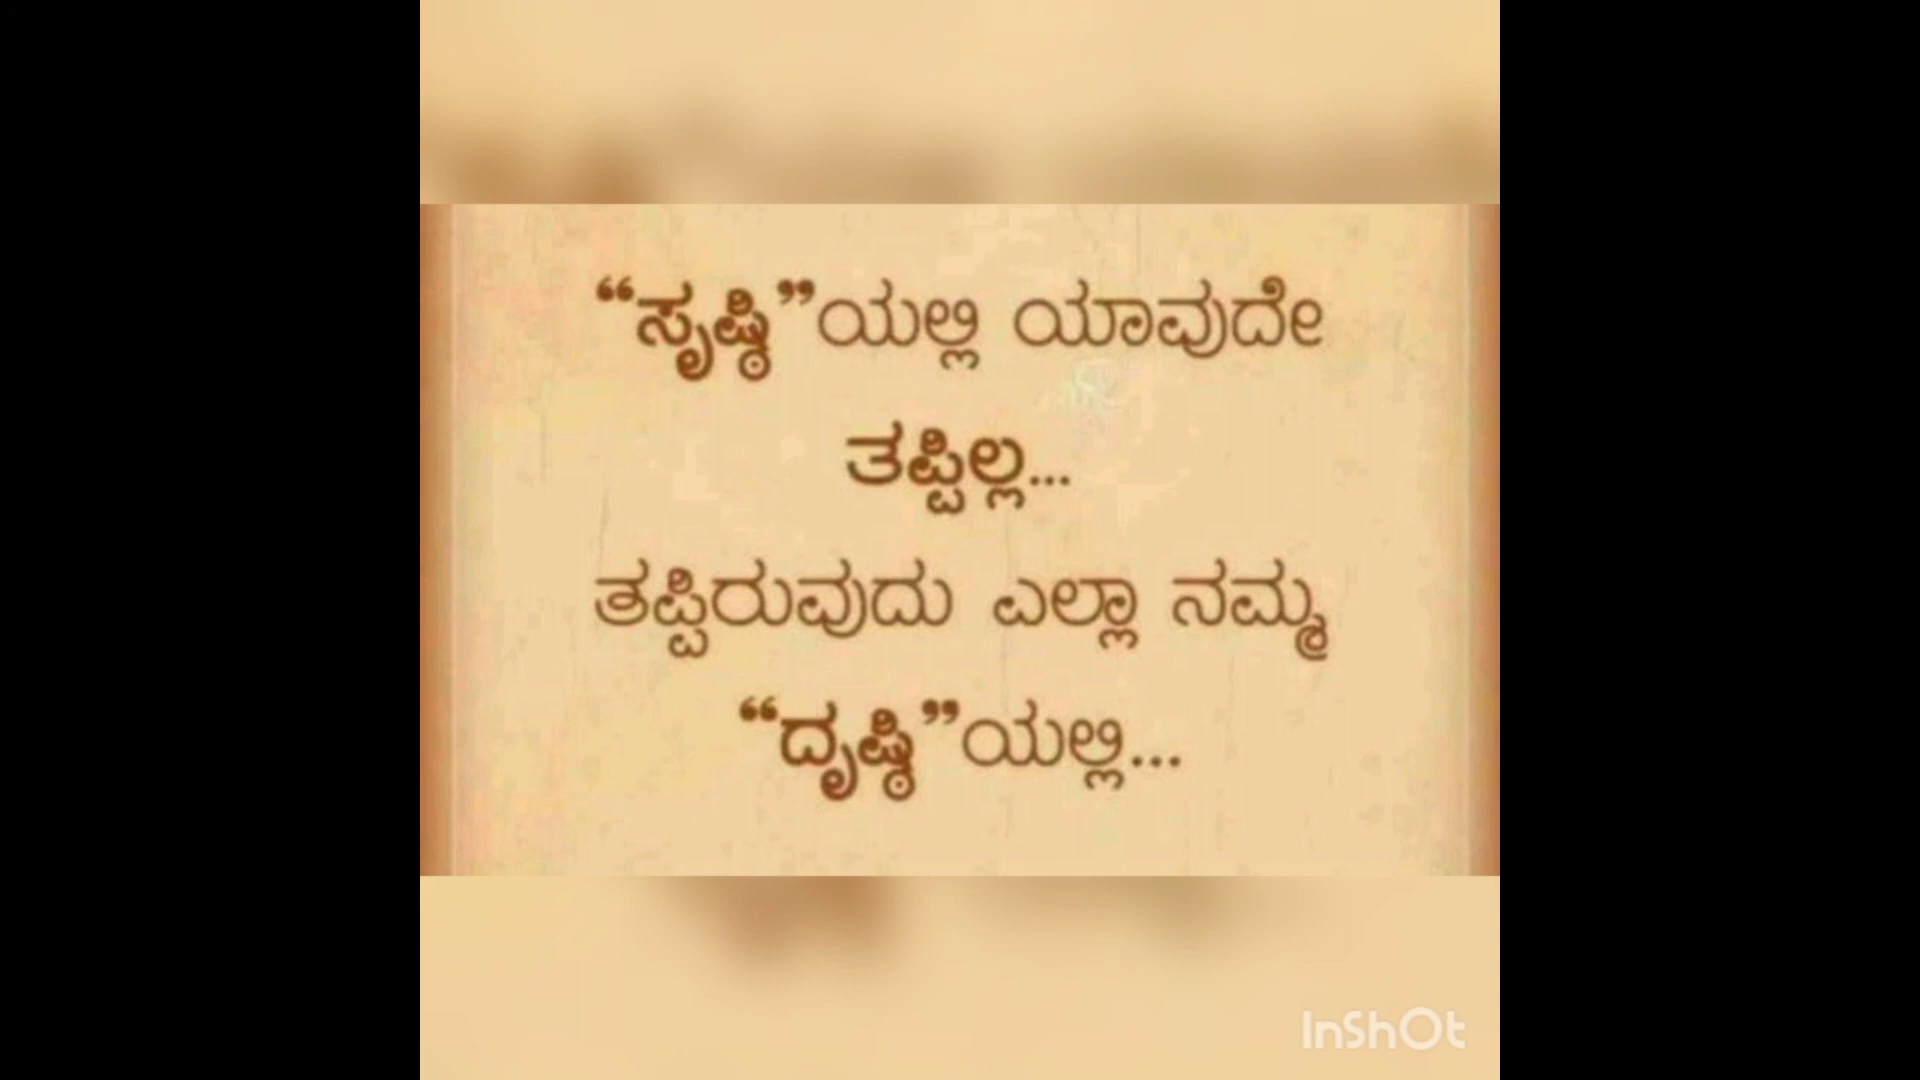 “ಸೃಷ್ಠಿ”ಯಲ್ಲಿ ಯಾವುದೇ
ತಪ್ಪಿಲ್ಲ...
ತಪ್ಪಿರುವುದು ಎಲ್ಲಾ ನಮ್ಮ
“ದೃಷ್ಠಿ”ಯಲ್ಲಿ...
InShOt